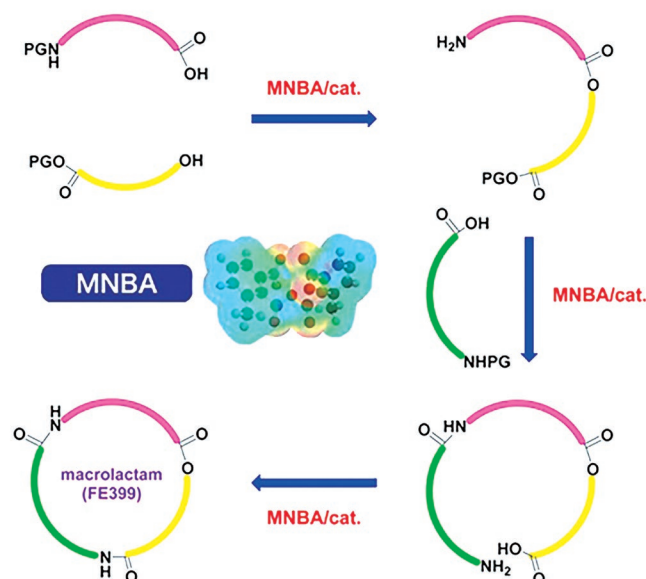 PGN
H
O
OH
MNBA/cat.
H₂N
O
O
PGO
O
OH
PGO
O
MNBA
O
OH
NHPG
MNBA/cat.
H
N
O
O
O
macrolactam
(FE399)
N
H
O
MNBA/cat.
HN
O
O
O
HO
O
NH₂